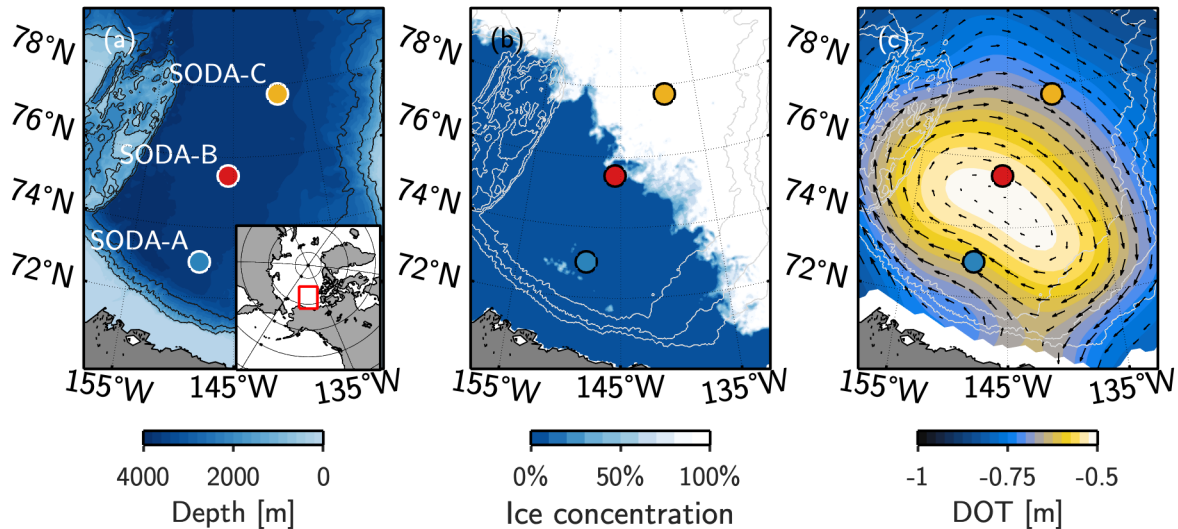 (a)
78°N
76°N
74°N
72°N
SODA-C
SODA-B
SODA-A
155°W
145°W
135°W
4000
2000
0
Depth [m]
(b)
78°N
76°N
74°N
72°N
155°W
145°W
135°W
0%
50%
100%
Ice concentration
(c)
78°N
76°N
74°N
72°N
155°W
145°W
135°W
-1
-0.75
-0.5
DOT [m]